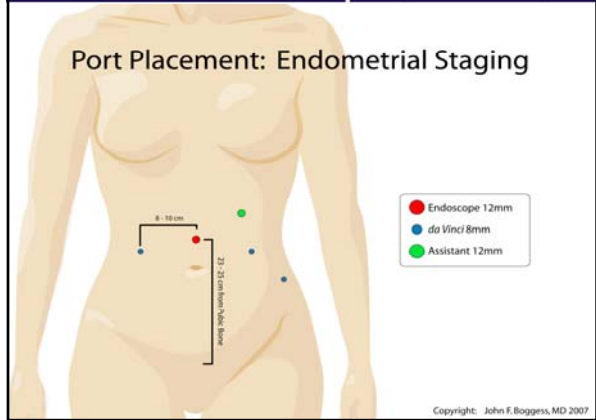 Port Placement: Endometrial Staging
8 - 10 cm
23 - 25 cm from Pubic Bone
Endoscope 12mm
da Vinci 8mm
Assistant 12mm
Copyright: John F. Boggess, MD 2007